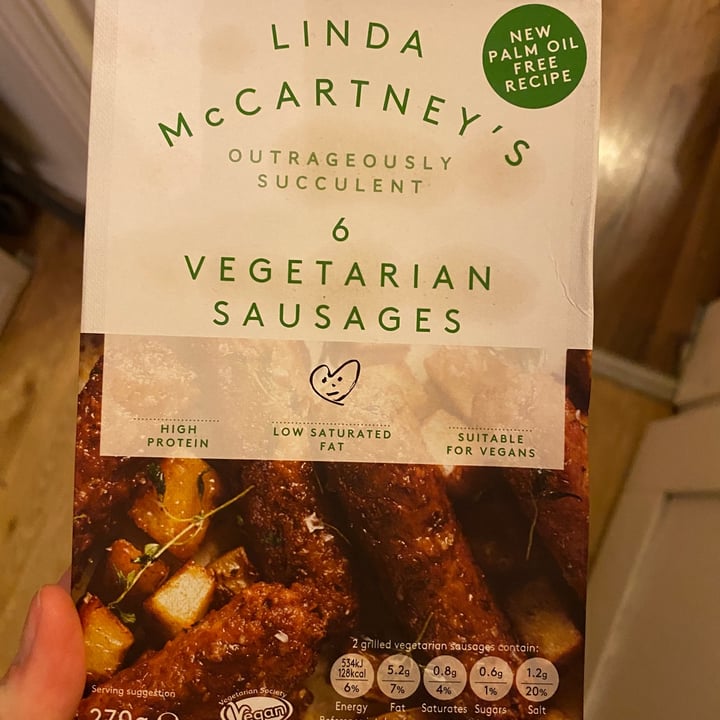 NEW
PALM OIL
FREE
RECIPE
LINDA
McCARTNEY'S
OUTRAGEOUSLY
SUCCULENT
6
VEGETARIAN
SAUSAGES
HIGH
PROTEIN
LOW SATURATED
FAT
SUITABLE
FOR VEGANS
2 grilled vegetarian sausages contain:
534kJ
128kcal
6%
Energy
5.2g
7%
Fat
0.8g
4%
Saturates
0.6g
1%
Sugars
1.2g
20%
Salt
Serving suggestion
270g
Vegetarian Society
Vegan